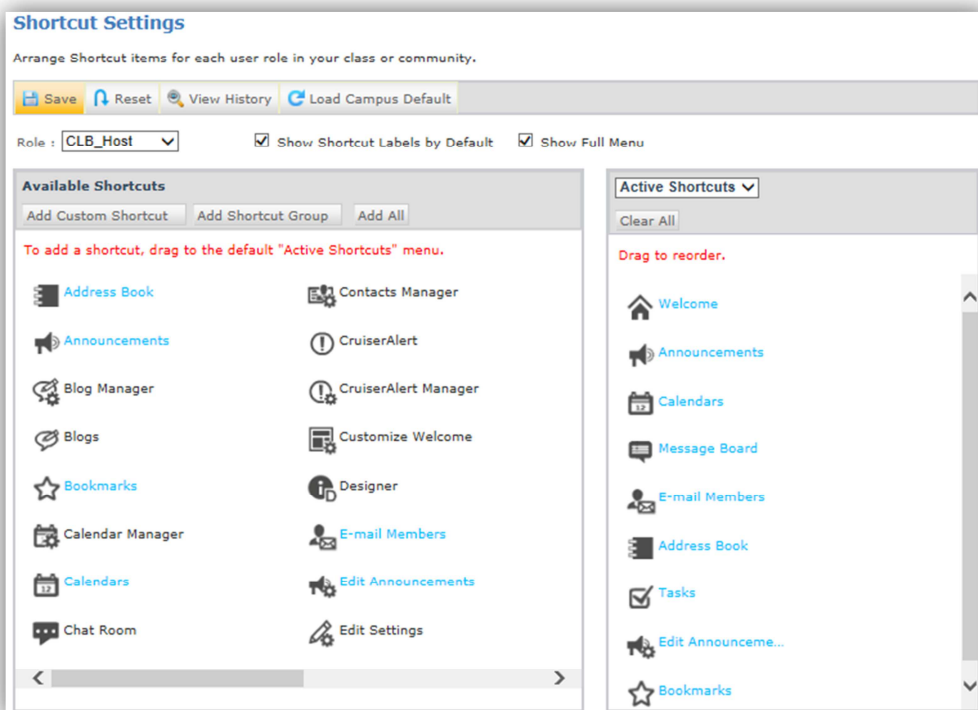 Shortcut Settings
Arrange Shortcut items for each user role in your class or community.
Save Reset View History Load Campus Default
Role : CLB_Host Show Shortcut Labels by Default Show Full Menu
Available Shortcuts
Add Custom Shortcut Add Shortcut Group Add All
To add a shortcut, drag to the default "Active Shortcuts" menu.
Address Book Contacts Manager
Announcements CruiserAlert
Blog Manager CruiserAlert Manager
Blogs Customize Welcome
Bookmarks Designer
Calendar Manager E-mail Members
Calendars Edit Announcements
Chat Room Edit Settings
Active Shortcuts
Clear All
Drag to reorder.
Welcome
Announcements
Calendars
Message Board
E-mail Members
Address Book
Tasks
Edit Announceme...
Bookmarks